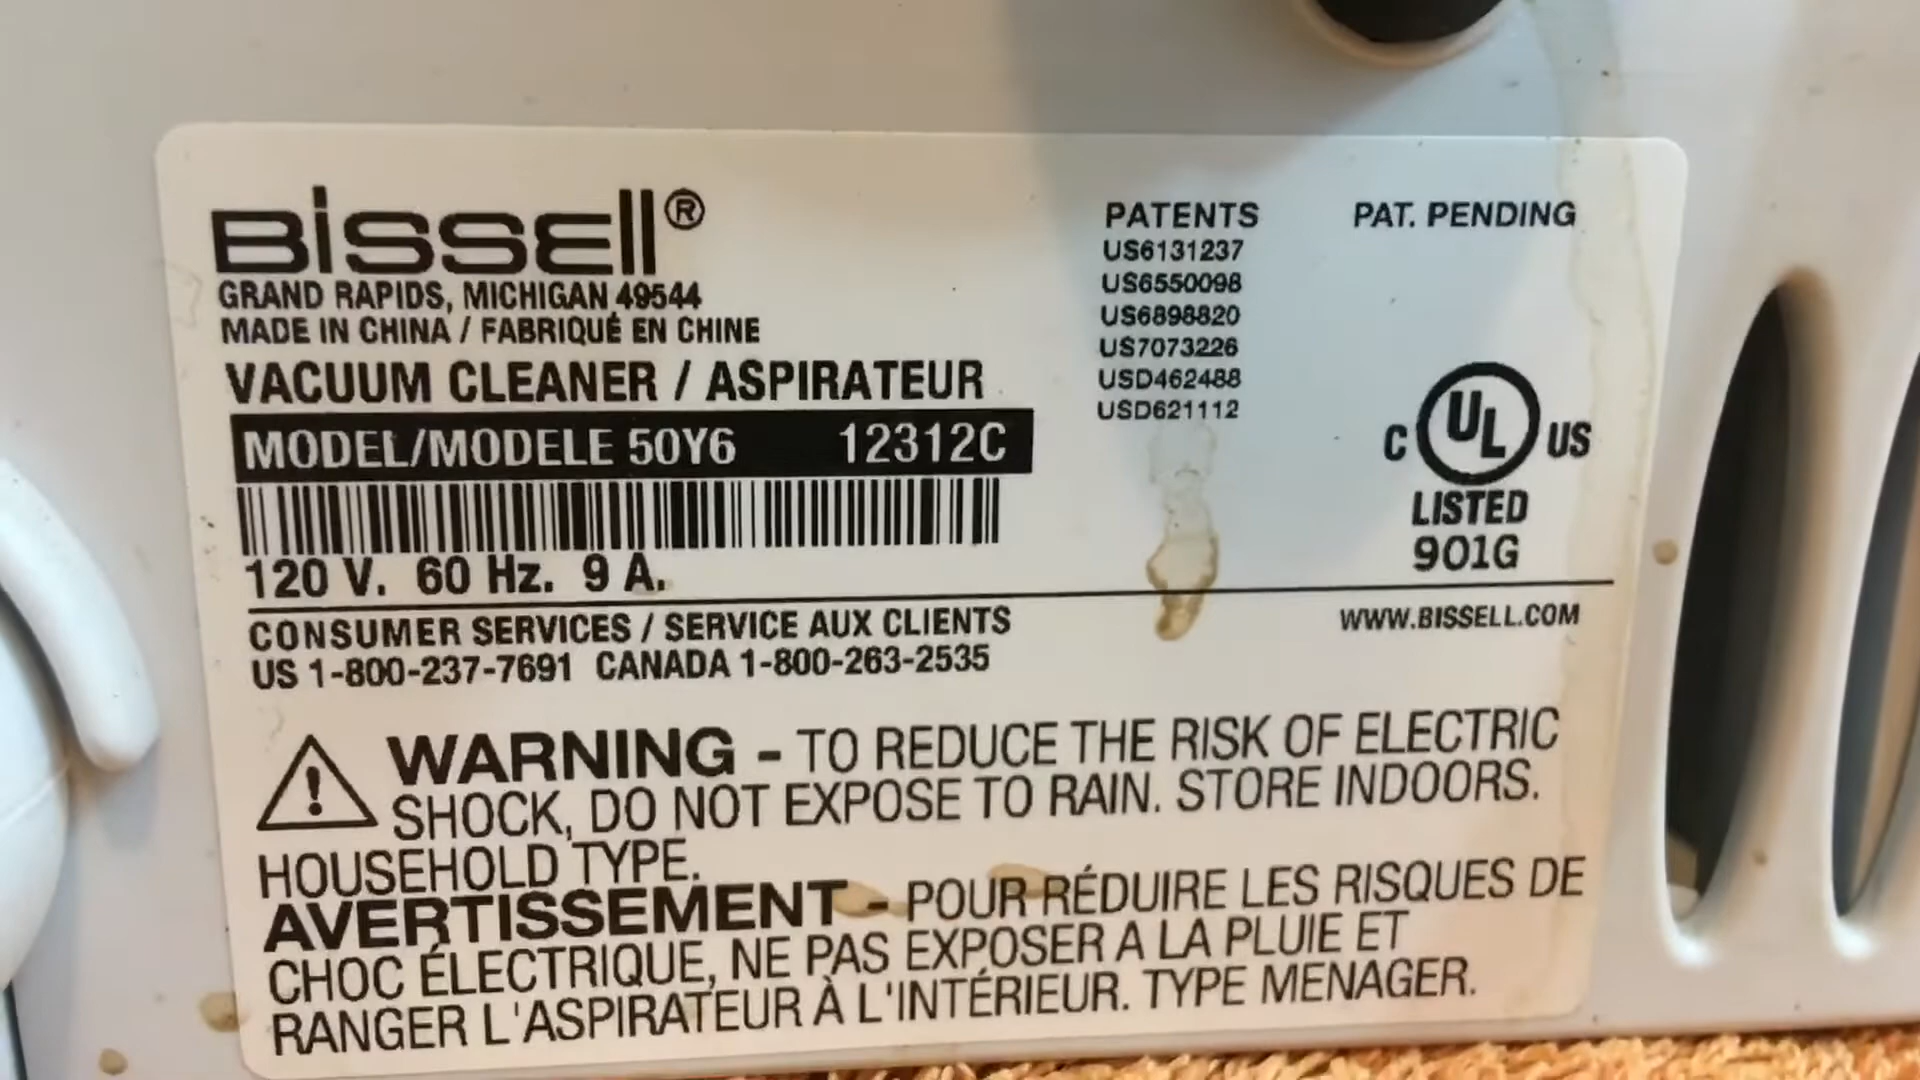 BISSELL®
GRAND RAPIDS, MICHIGAN 49544
MADE IN CHINA / FABRIQUÉ EN CHINE
VACUUM CLEANER / ASPIRATEUR
MODEL/MODELE 50Y6 12312C
120 V. 60 Hz. 9 A.
PATENTS
US6131237
US6550098
US6898820
US7073226
USD462488
USD621112
PAT. PENDING
C UL US
LISTED
901G
CONSUMER SERVICES / SERVICE AUX CLIENTS
US 1-800-237-7691 CANADA 1-800-263-2535
WWW.BISSELL.COM
WARNING - TO REDUCE THE RISK OF ELECTRIC
SHOCK, DO NOT EXPOSE TO RAIN. STORE INDOORS.
HOUSEHOLD TYPE.
AVERTISSEMENT - POUR RÉDUIRE LES RISQUES DE
CHOC ÉLECTRIQUE, NE PAS EXPOSER A LA PLUIE ET
RANGER L'ASPIRATEUR À L'INTÉRIEUR. TYPE MENAGER.